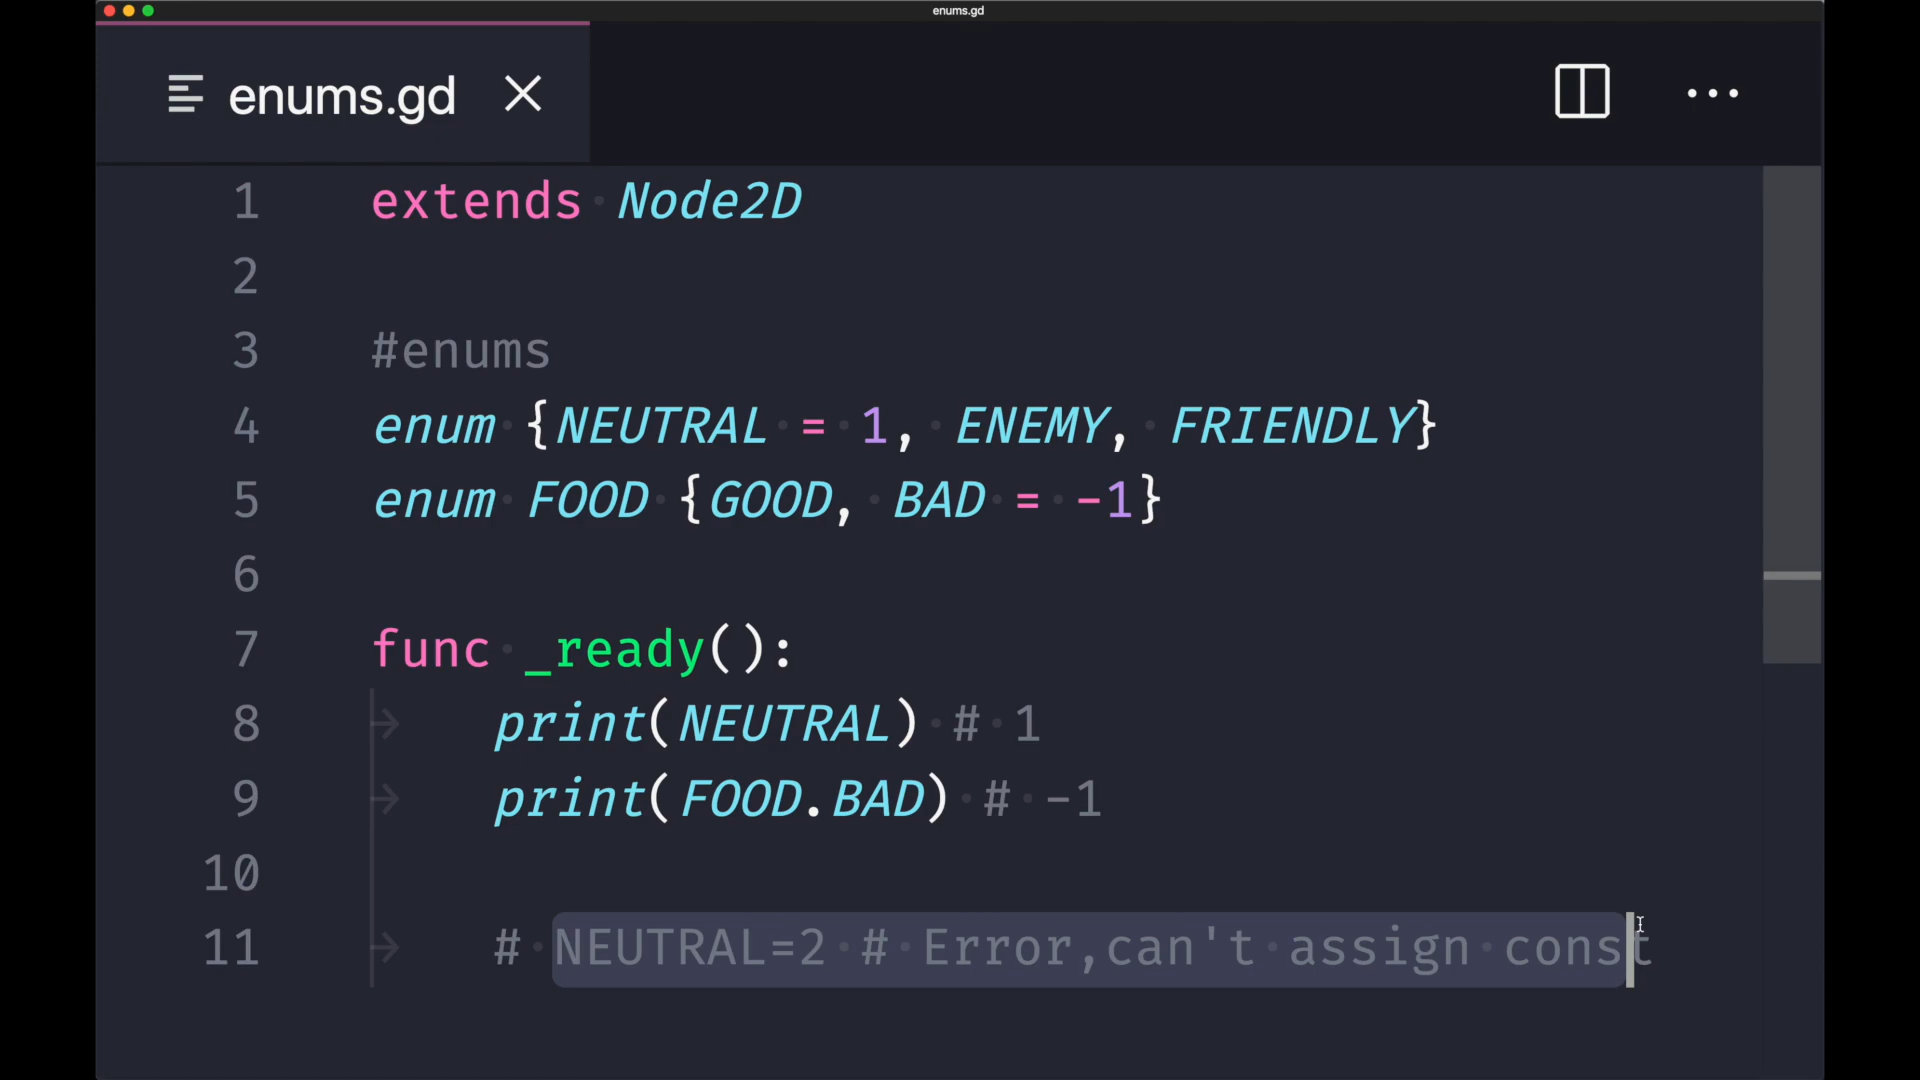 enums.gd
enums.gd
1 extends Node2D
2
3 #enums
4 enum {NEUTRAL = 1, ENEMY, FRIENDLY}
5 enum FOOD {GOOD, BAD = -1}
6
7 func _ready():
8 print(NEUTRAL) # 1
9 print(FOOD.BAD) # -1
10
11 # NEUTRAL=2 # Error,can't assign const